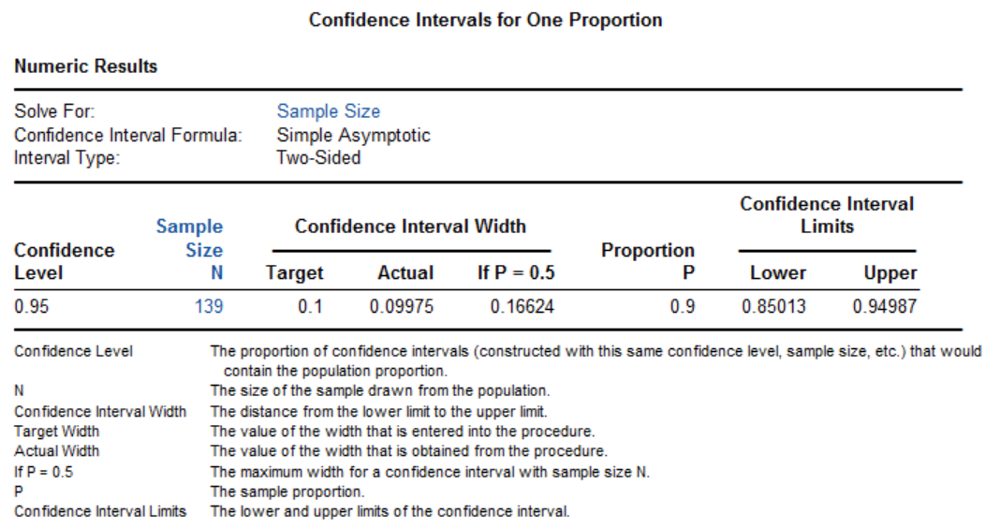 Confidence Intervals for One Proportion
Numeric Results
Solve For: Sample Size
Confidence Interval Formula: Simple Asymptotic
Interval Type: Two-Sided
Confidence Interval
Sample Confidence Interval Width Limits
Confidence Size Proportion
Level N Target Actual If P = 0.5 P Lower Upper
0.95 139 0.1 0.09975 0.16624 0.9 0.85013 0.94987
Confidence Level The proportion of confidence intervals (constructed with this same confidence level, sample size, etc.) that would
contain the population proportion.
N The size of the sample drawn from the population.
Confidence Interval Width The distance from the lower limit to the upper limit.
Target Width The value of the width that is entered into the procedure.
Actual Width The value of the width that is obtained from the procedure.
If P = 0.5 The maximum width for a confidence interval with sample size N.
P The sample proportion.
Confidence Interval Limits The lower and upper limits of the confidence interval.